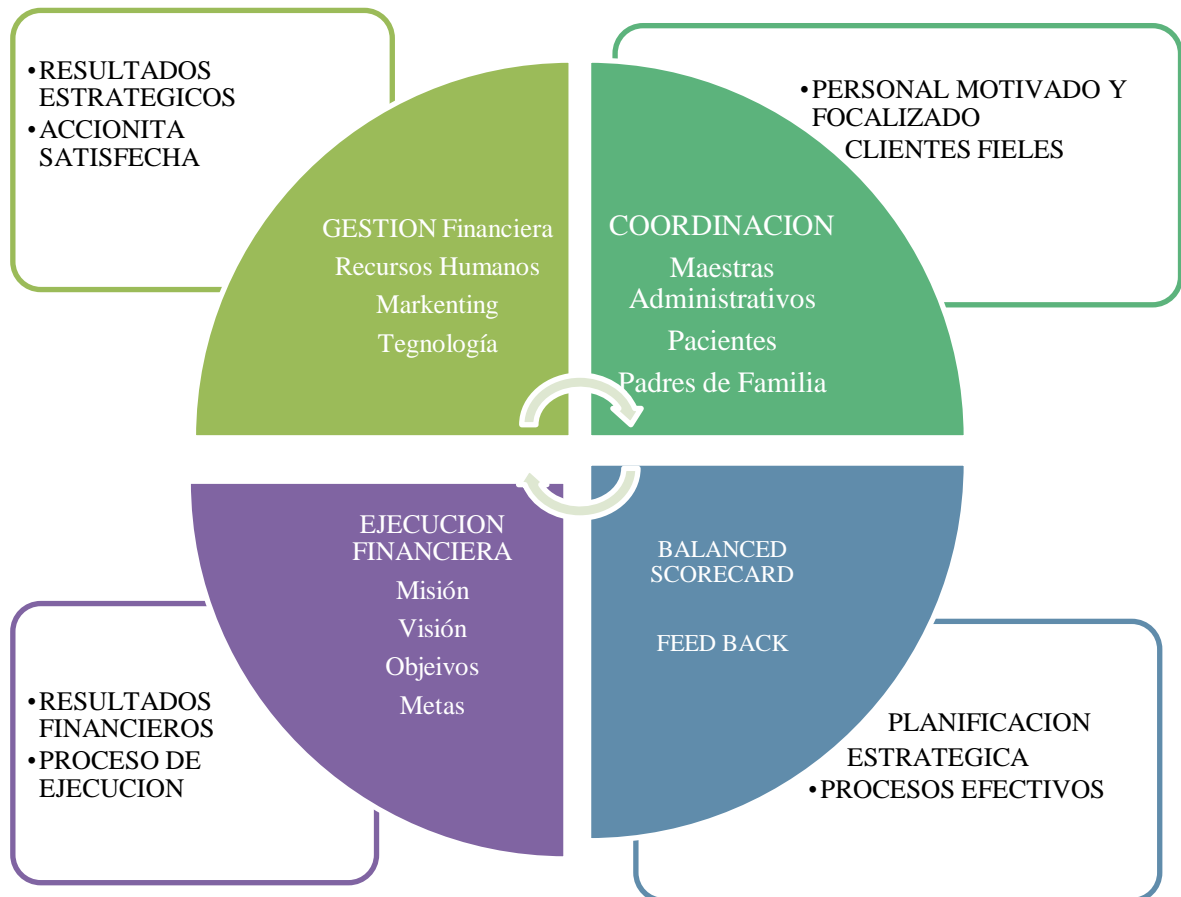 •RESULTADOS
ESTRATEGICOS
•ACCIONITA
SATISFECHA
•PERSONAL MOTIVADO Y
FOCALIZADO
CLIENTES FIELES
GESTION Financiera
Recursos Humanos
Markenting
Tegnología
COORDINACION
Maestras
Administrativos
Pacientes
Padres de Familia
EJECUCION
FINANCIERA
Misión
Visión
Objeivos
Metas
BALANCED
SCORECARD
FEED BACK
•RESULTADOS
FINANCIEROS
•PROCESO DE
EJECUCION
PLANIFICACION
ESTRATEGICA
•PROCESOS EFECTIVOS